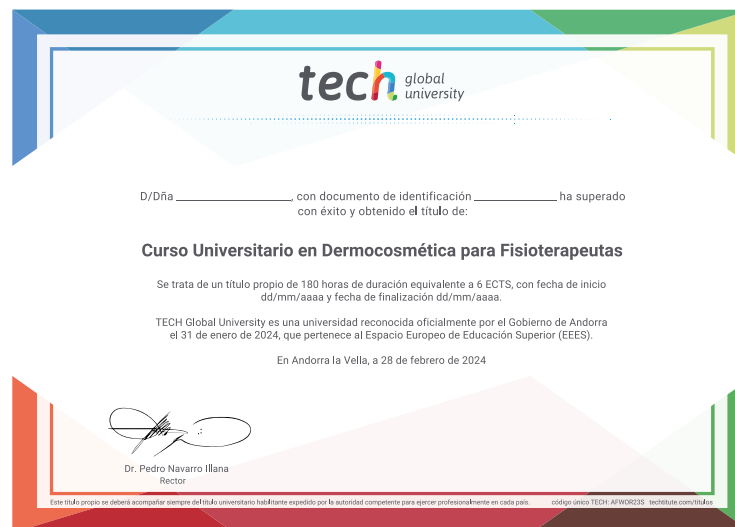 tech global university
D/Dña ______________, con documento de identificación ______________ ha superado
con éxito y obtenido el título de:
Curso Universitario en Dermocosmética para Fisioterapeutas
Se trata de un título propio de 180 horas de duración equivalente a 6 ECTS, con fecha de inicio
dd/mm/aaaa y fecha de finalización dd/mm/aaaa.
TECH Global University es una universidad reconocida oficialmente por el Gobierno de Andorra
el 31 de enero de 2024, que pertenece al Espacio Europeo de Educación Superior (EEES).
En Andorra la Vella, a 28 de febrero de 2024
Dr. Pedro Navarro Illana
Rector
Este título propio se deberá acompañar siempre del título universitario habilitante expedido por la autoridad competente para ejercer profesionalmente en cada país. código único TECH: AFWOR23S techtitute.com/titulos